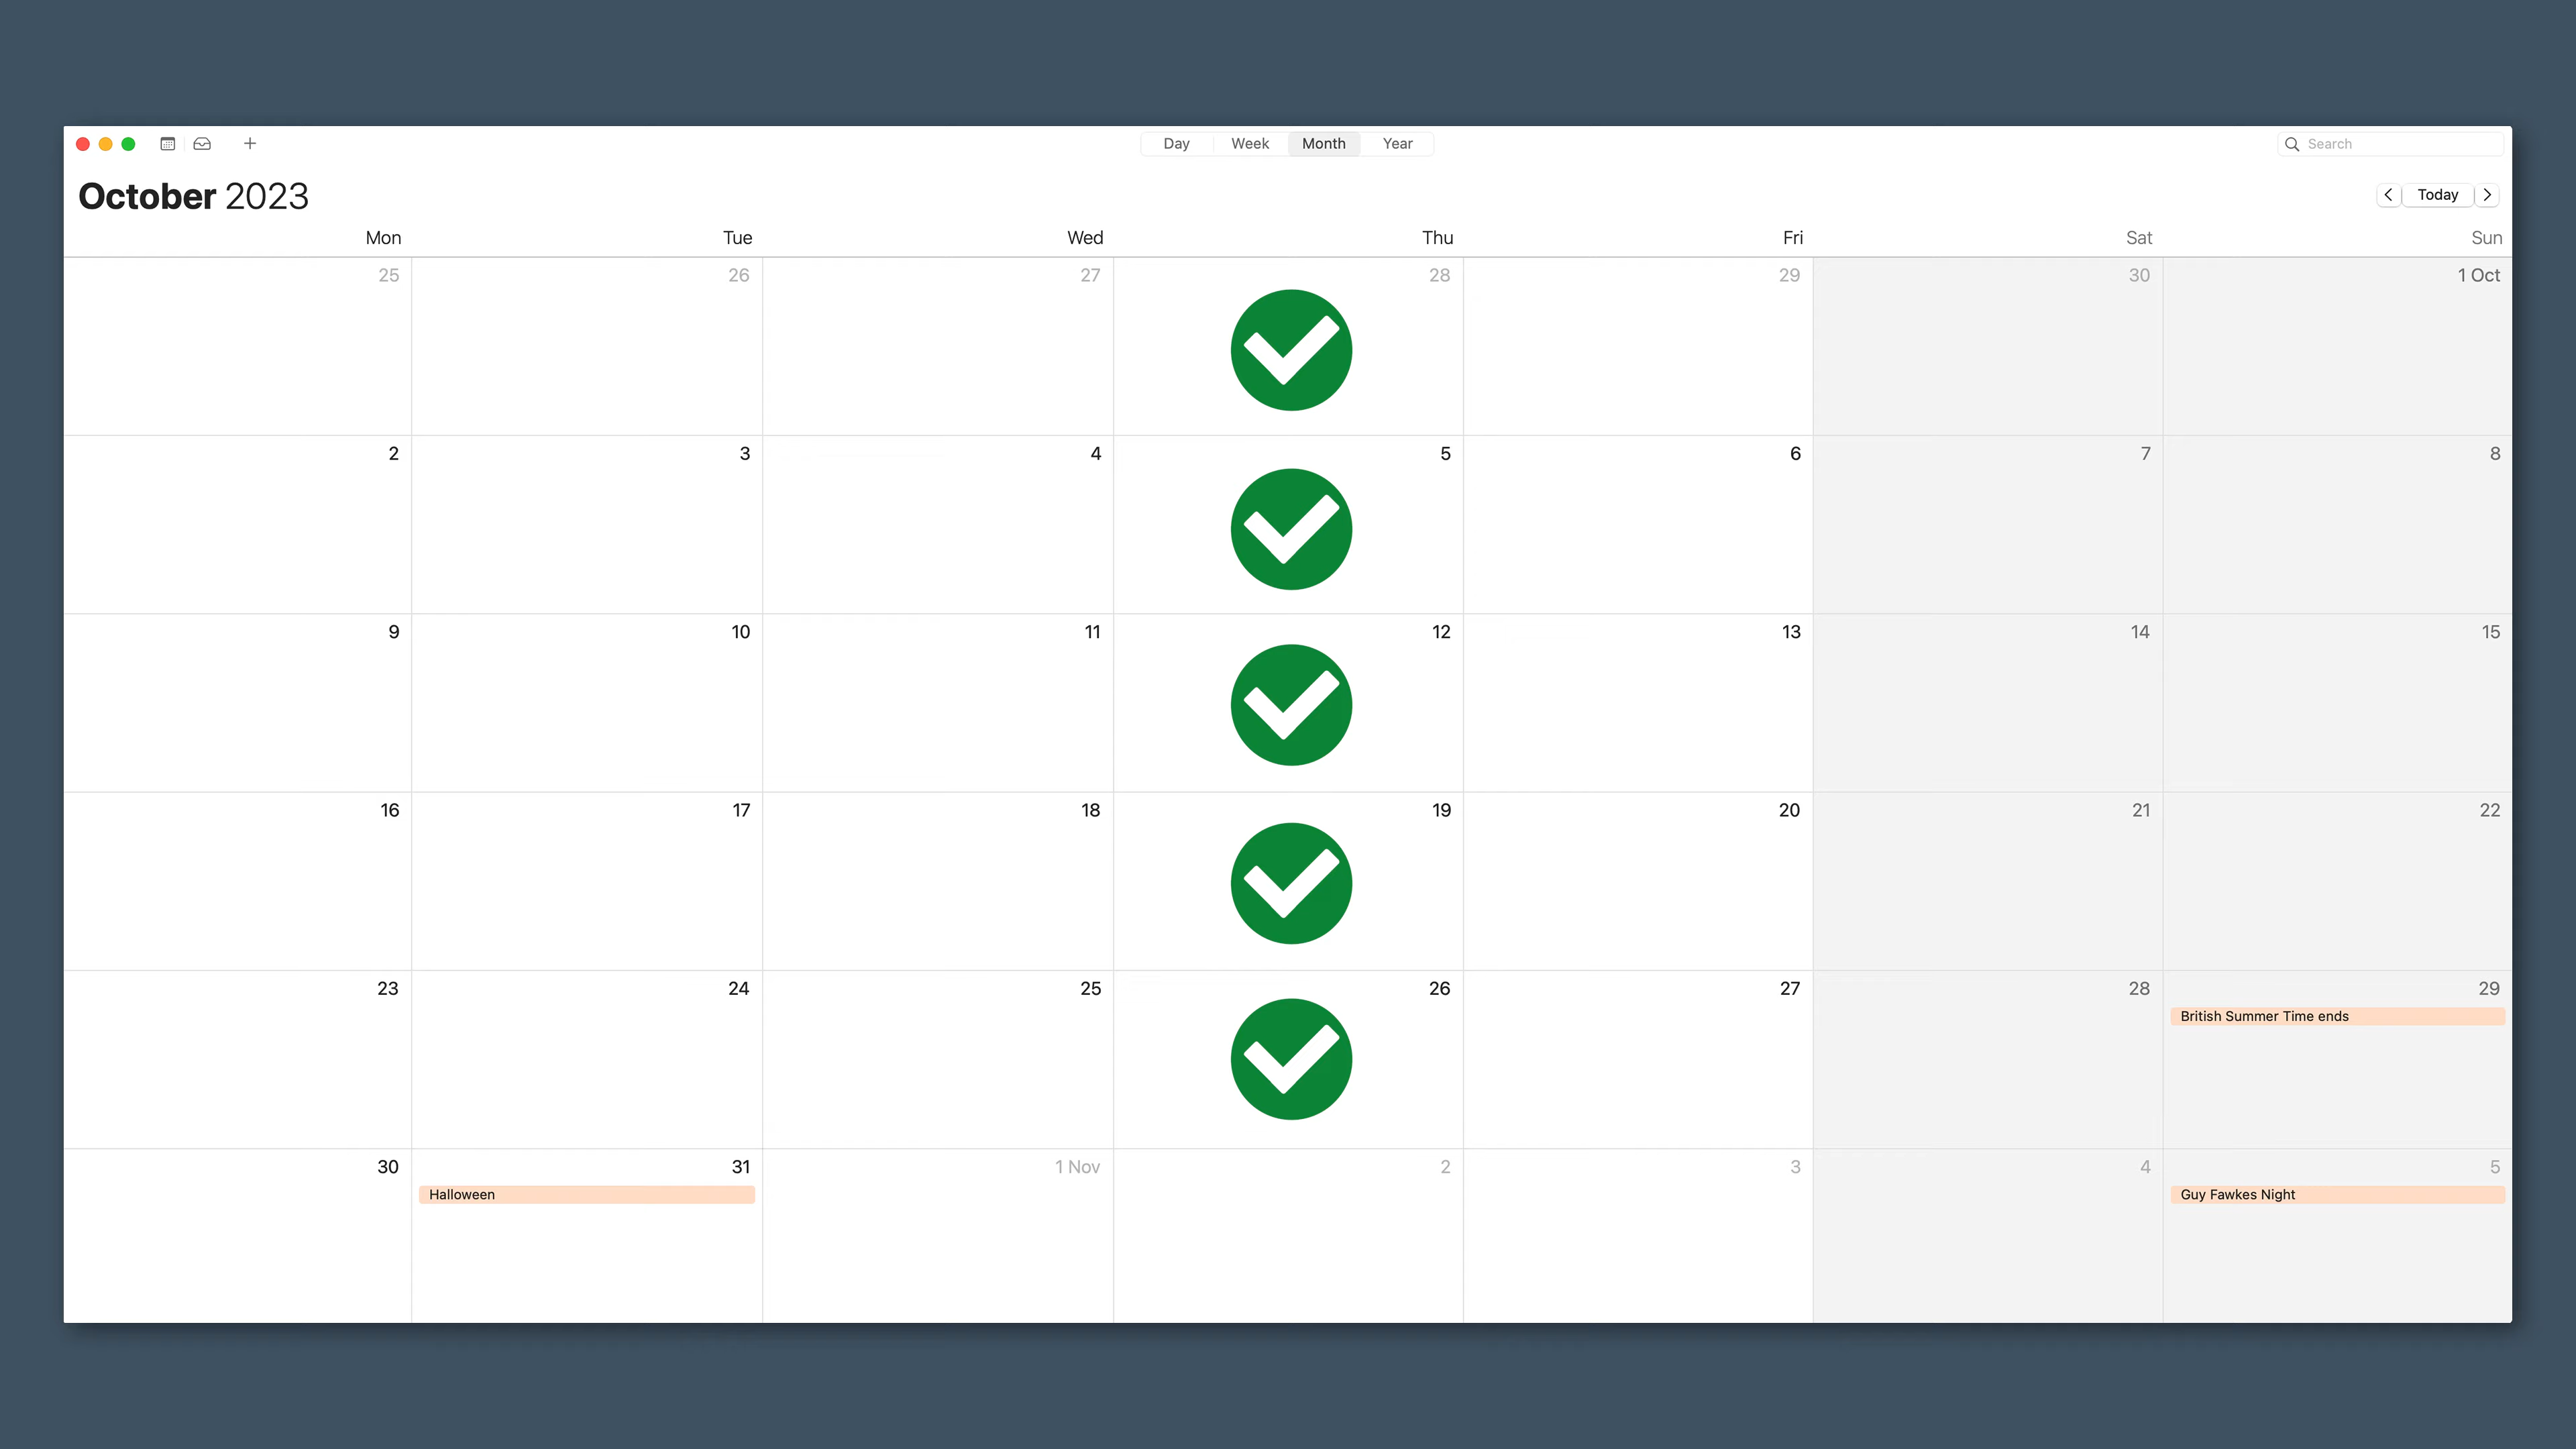 Day Week Month Year
Search
October 2023
Today
Mon Tue Wed Thu Fri Sat Sun
25 26 27 28 29 30 1 Oct
2 3 4 5 6 7 8
9 10 11 12 13 14 15
16 17 18 19 20 21 22
23 24 25 26 27 28 29
British Summer Time ends
30 31 1 Nov 2 3 4 5
Halloween Guy Fawkes Night